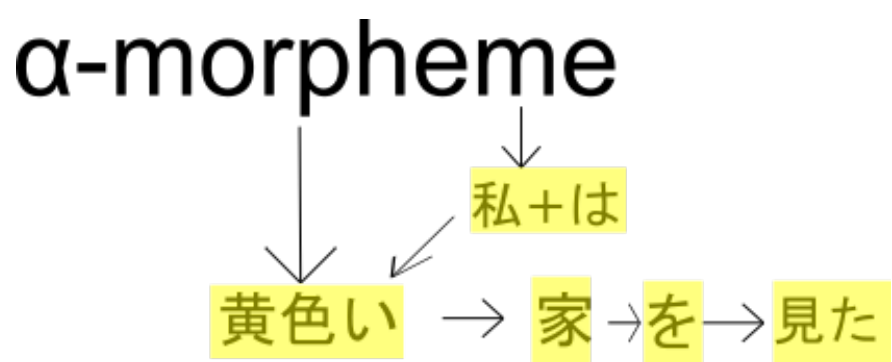 α-morpheme
私+は
黄色い → 家 → を → 見た